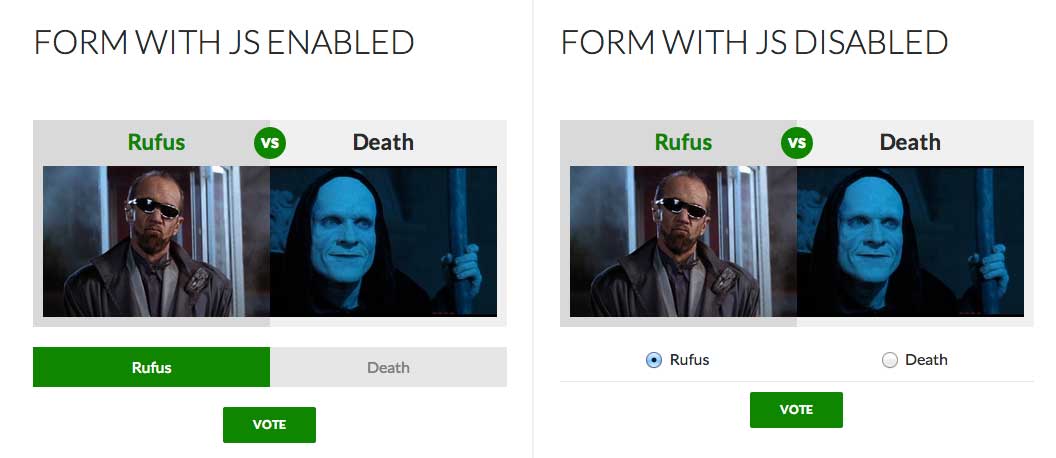 FORM WITH JS ENABLED
Rufus VS Death
Rufus Death
VOTE
FORM WITH JS DISABLED
Rufus VS Death
Rufus Death
VOTE